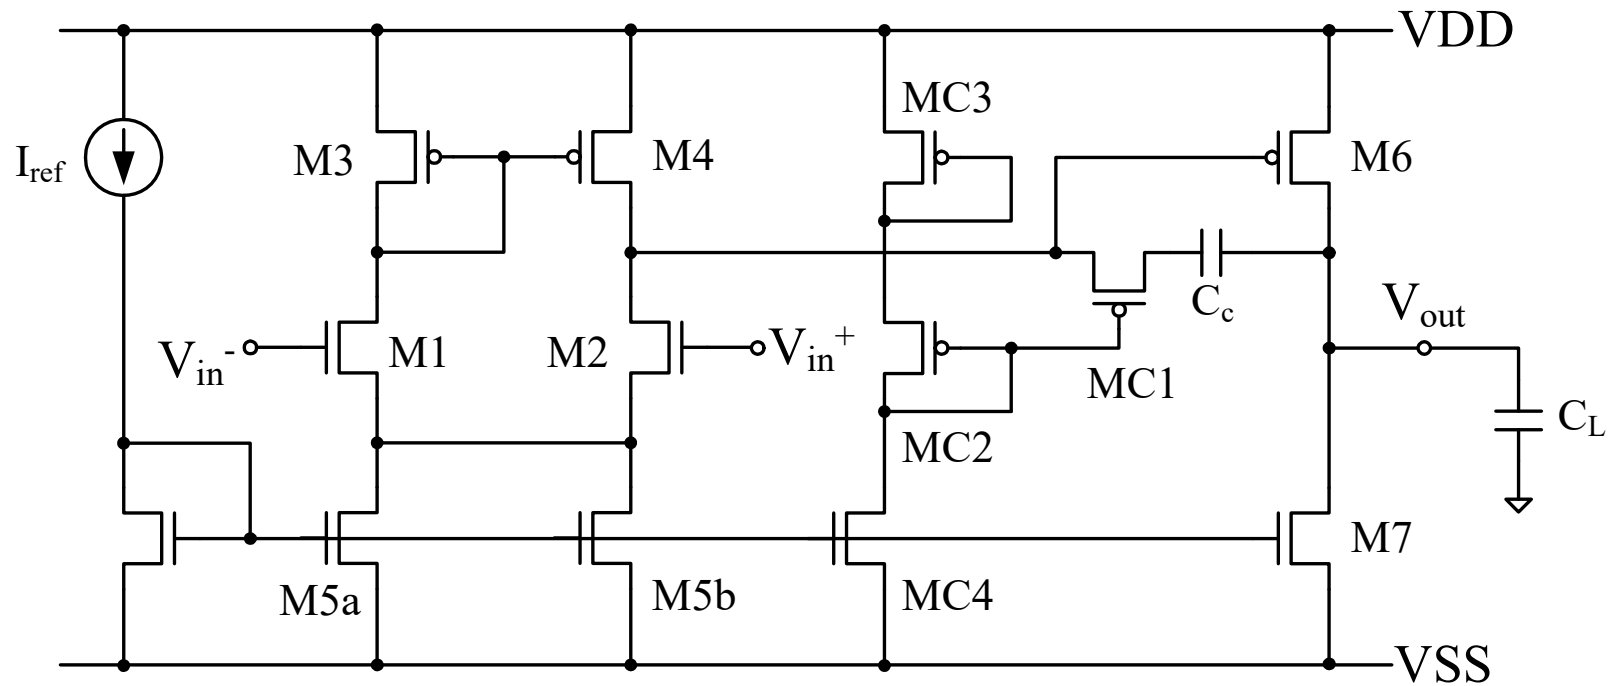 VDD
MC3
M3
M4
M6
Iref
Cc
Vout
Vin-
M1
M2
Vin+
MC1
CL
MC2
M7
M5a
M5b
MC4
VSS